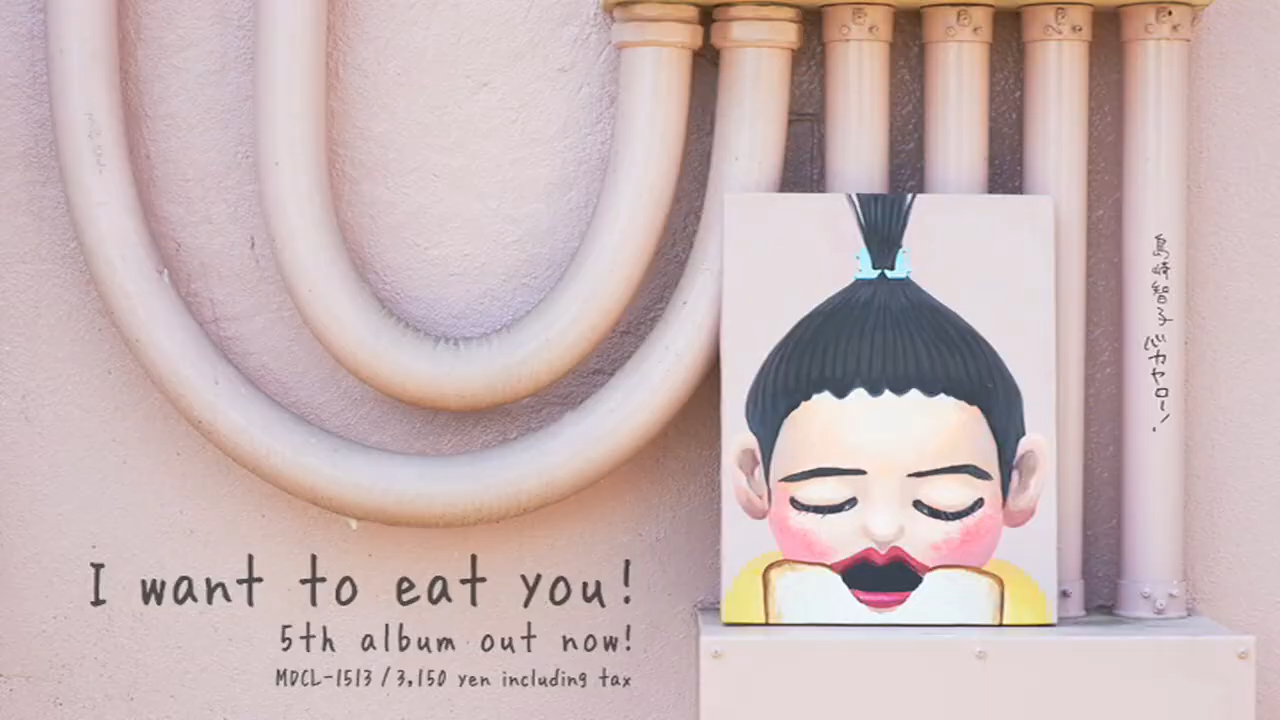 I want to eat you!
5th album out now!
MDCL-1513 / 3,150 yen including tax
島崎智子バカヤロー!